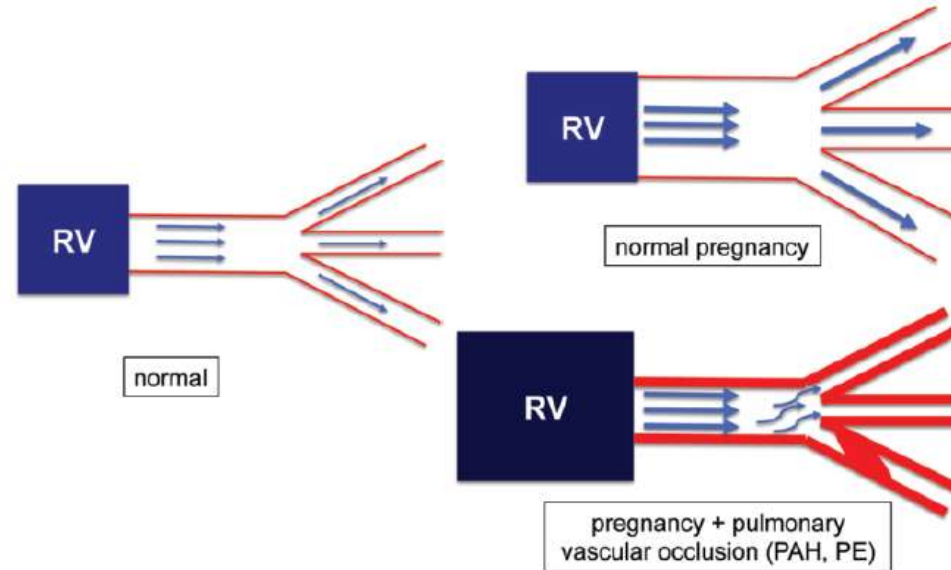 RV
normal
RV
normal pregnancy
RV
pregnancy + pulmonary
vascular occlusion (PAH, PE)